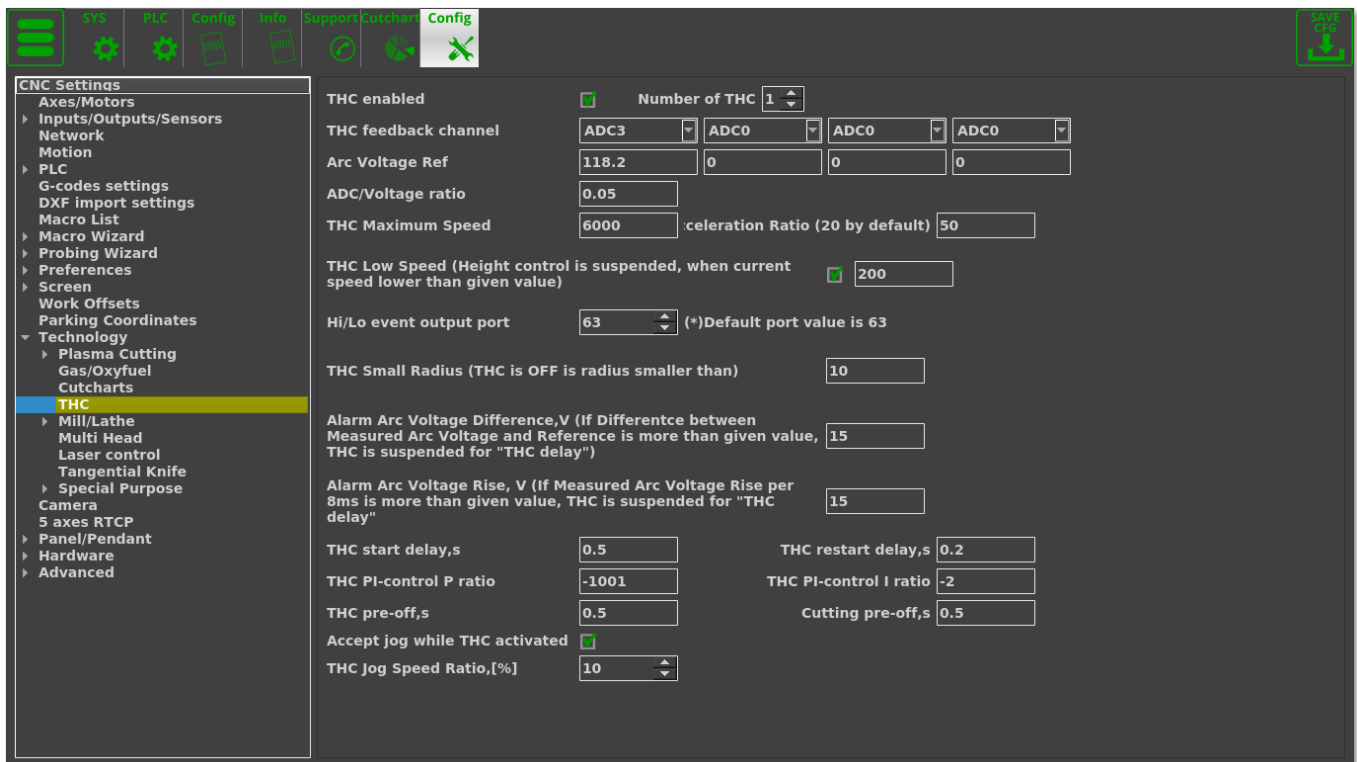 SYS PLC Config Info Support Cutchart Config SAVE
CFG
CNC Settings
Axes/Motors
Inputs/Outputs/Sensors
Network
Motion
PLC
G-codes settings
DXF import settings
Macro List
Macro Wizard
Probing Wizard
Preferences
Screen
Work Offsets
Parking Coordinates
Technology
Plasma Cutting
Gas/Oxyfuel
Cutcharts
THC
Mill/Lathe
Multi Head
Laser control
Tangential Knife
Special Purpose
Camera
5 axes RTCP
Panel/Pendant
Hardware
Advanced
THC enabled Number of THC 1
THC feedback channel ADC3 ADC0 ADC0 ADC0
Arc Voltage Ref 118.2 0 0 0
ADC/Voltage ratio 0.05
THC Maximum Speed 6000 celeration Ratio (20 by default) 50
THC Low Speed (Height control is suspended, when current
speed lower than given value) 200
Hi/Lo event output port 63 (*)Default port value is 63
THC Small Radius (THC is OFF is radius smaller than) 10
Alarm Arc Voltage Difference,V (If Differentce between
Measured Arc Voltage and Reference is more than given value, 15
THC is suspended for "THC delay")
Alarm Arc Voltage Rise, V (If Measured Arc Voltage Rise per
8ms is more than given value, THC is suspended for "THC 15
delay"
THC start delay,s 0.5 THC restart delay,s 0.2
THC PI-control P ratio -1001 THC PI-control I ratio -2
THC pre-off,s 0.5 Cutting pre-off,s 0.5
Accept jog while THC activated
THC Jog Speed Ratio,[%] 10